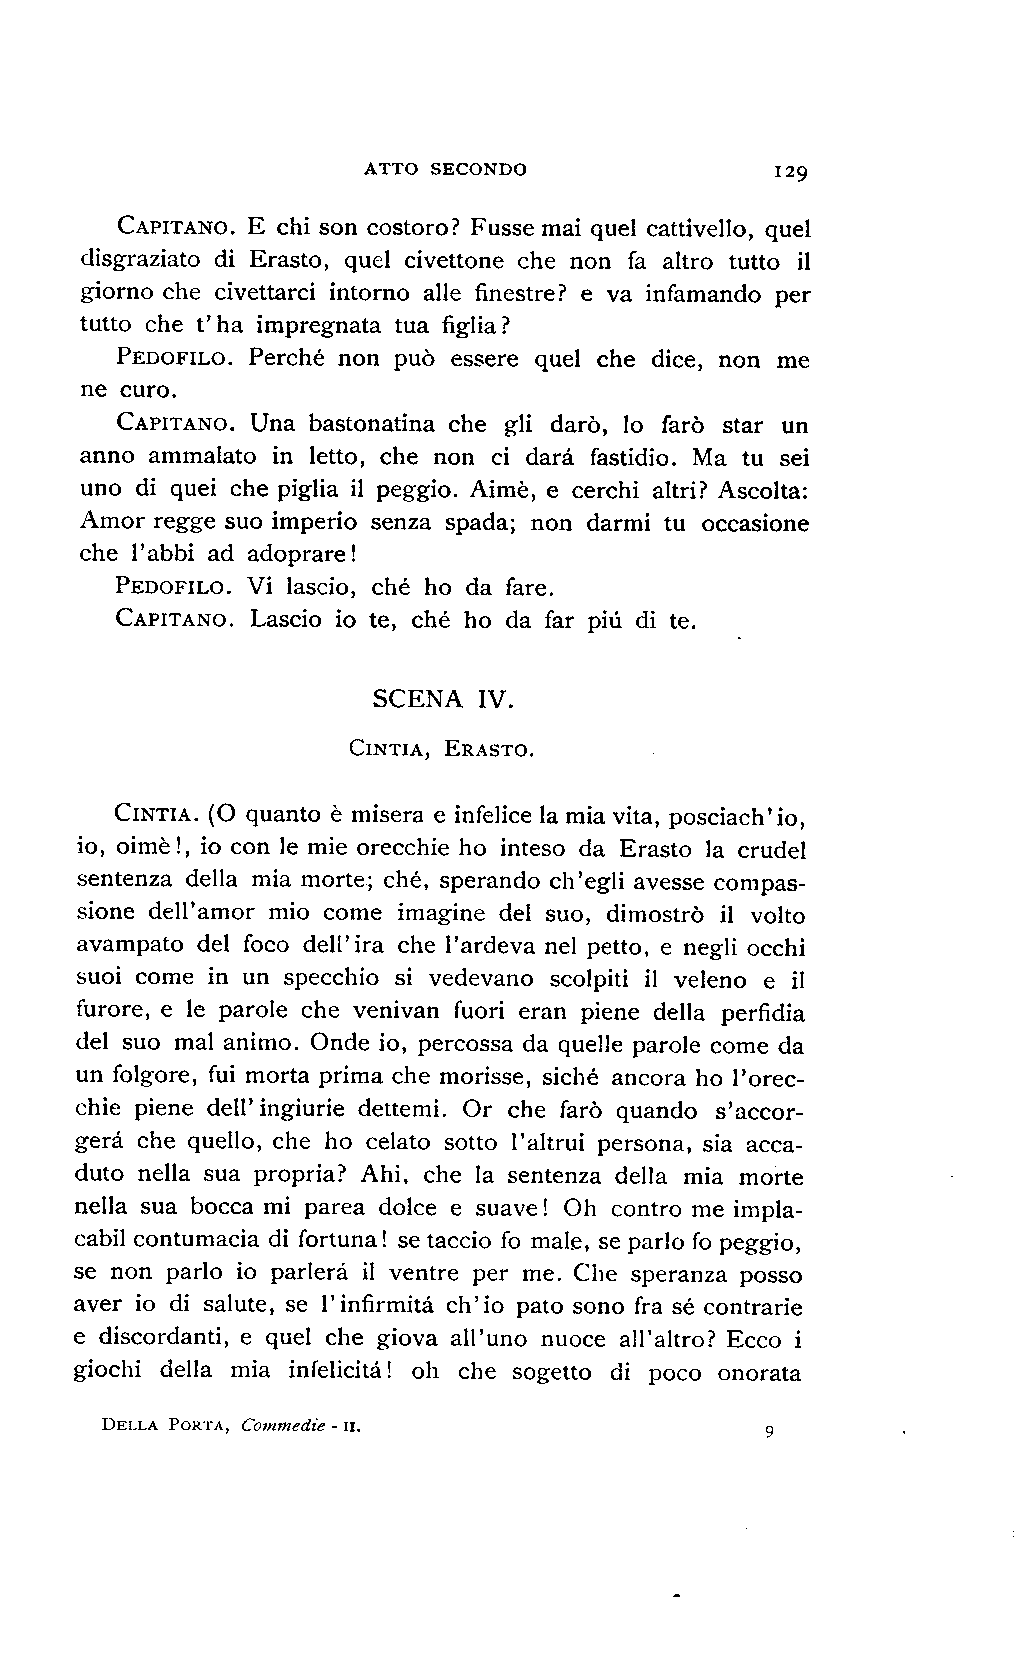 ATTO SECONDO 129
CAPITANO. E chi son costoro? Fusse mai quel cattivello, quel
disgraziato di Erasto, quel civettone che non fa altro tutto il
giorno che civettarci intorno alle finestre? e va infamando per
tutto che t'ha impregnata tua figlia?
PEDOFILO. Perché non può essere quel che dice, non me
ne curo.
CAPITANO. Una bastonatina che gli darò, lo farò star un
anno ammalato in letto, che non ci dará fastidio. Ma tu sei
uno di quei che piglia il peggio. Aimè, e cerchi altri? Ascolta:
Amor regge suo imperio senza spada; non darmi tu occasione
che l'abbi ad adoprare!
PEDOFILO. Vi lascio, ché ho da fare.
CAPITANO. Lascio io te, ché ho da far piú di te.
SCENA IV.
CINTIA, ERASTO.
CINTIA. (O quanto è misera e infelice la mia vita, posciach'io,
io, oimè!, io con le mie orecchie ho inteso da Erasto la crudel
sentenza della mia morte; ché, sperando ch'egli avesse compas-
sione dell'amor mio come imagine del suo, dimostrò il volto
avampato del foco dell'ira che l'ardeva nel petto, e negli occhi
suoi come in un specchio si vedevano scolpiti il veleno e il
furore, e le parole che venivan fuori eran piene della perfidia
del suo mal animo. Onde io, percossa da quelle parole come da
un folgore, fui morta prima che morisse, siché ancora ho l'orec-
chie piene dell'ingiurie dettemi. Or che farò quando s'accor-
gerá che quello, che ho celato sotto l'altrui persona, sia acca-
duto nella sua propria? Ahi, che la sentenza della mia morte
nella sua bocca mi parea dolce e suave! Oh contro me impla-
cabil contumacia di fortuna! se taccio fo male, se parlo fo peggio,
se non parlo io parlerá il ventre per me. Che speranza posso
aver io di salute, se l'infirmitá ch'io pato sono fra sé contrarie
e discordanti, e quel che giova all'uno nuoce all'altro? Ecco i
giochi della mia infelicitá! oh che sogetto di poco onorata
DELLA PORTA, Commedie - II. 9